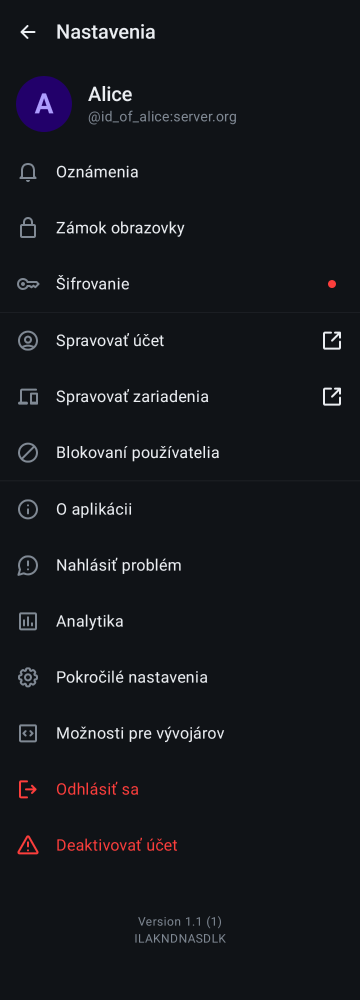 Nastavenia
A
Alice
@id_of_alice:server.org
Oznámenia
Zámok obrazovky
Šifrovanie
Spravovať účet
Spravovať zariadenia
Blokovaní používatelia
O aplikácii
Nahlásiť problém
Analytika
Pokročilé nastavenia
Možnosti pre vývojárov
Odhlásiť sa
Deaktivovať účet
Version 1.1 (1)
ILAKNDNASDLK